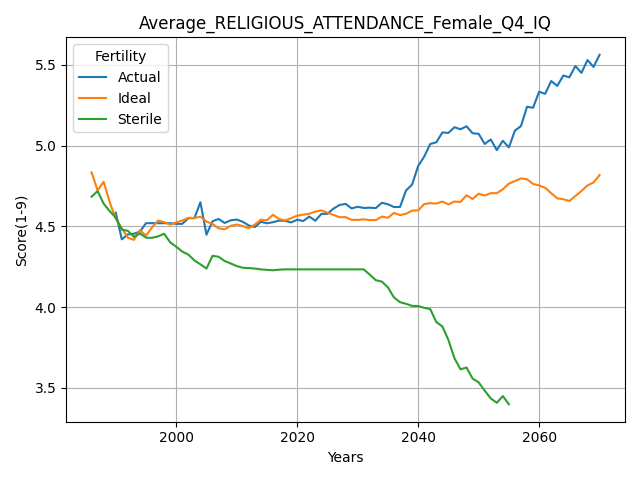 Average_RELIGIOUS_ATTENDANCE_Female_Q4_IQ
Fertility
Actual
Ideal
Sterile
5.5
5.0
4.5
4.0
3.5
Score(1-9)
2000 2020 2040 2060
Years